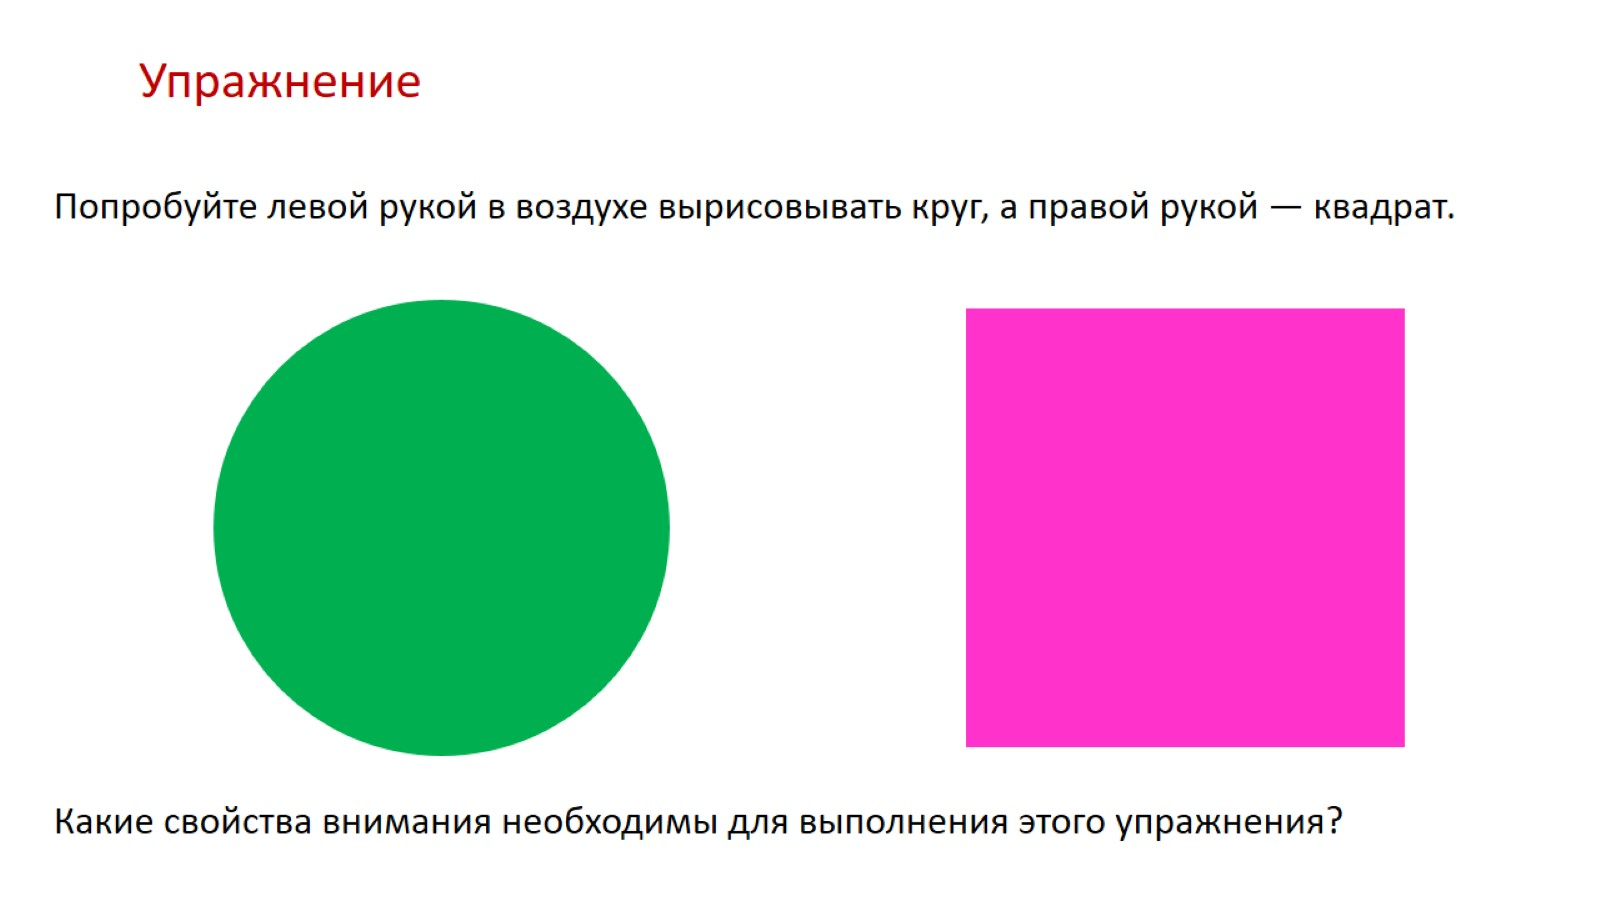 Упражнение
Попробуйте левой рукой в воздухе вырисовывать круг, а правой рукой — квадрат.
Какие свойства внимания необходимы для выполнения этого упражнения?